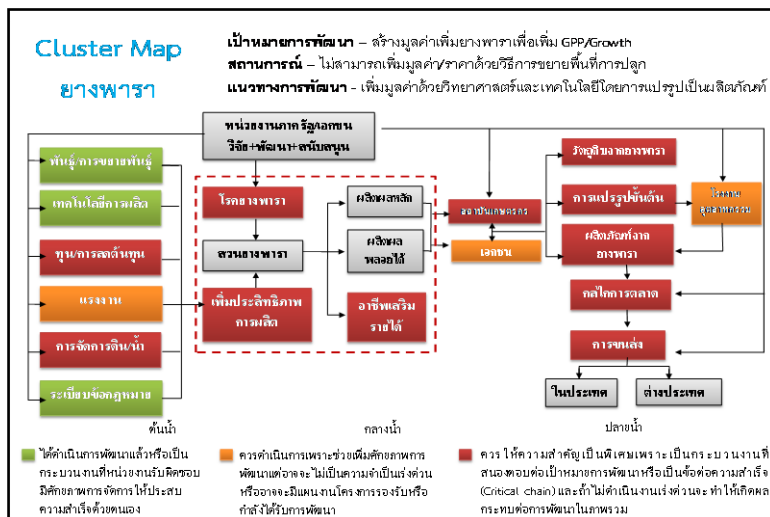 Cluster Map
ยางพารา
เป้าหมายการพัฒนา – สร้างมูลค่าเพิ่มยางพาราเพื่อเพิ่ม GPP/Growth
สถานการณ์ – ไม่สามารถเพิ่มมูลค่า/ราคาด้วยวิธีการขยายพื้นที่การปลูก
แนวทางการพัฒนา - เพิ่มมูลค่าด้วยวิทยาศาสตร์และเทคโนโลยีโดยการแปรรูปเป็นผลิตภัณฑ์
หน่วยงานภาครัฐ/เอกชน
วิจัย+พัฒนา+สนับสนุน
พันธุ์/การขยายพันธุ์
เทคโนโลยีการผลิต
ทุน/การลดต้นทุน
แรงงาน
การจัดการดิน/น้ำ
ระเบียบข้อกฎหมาย
โรคยางพารา
สวนยางพารา
เพิ่มประสิทธิภาพ
การผลิต
ผลิตผลหลัก
ผลิตผล
พลอยได้
อาชีพเสริม
รายได้
สถาบันเกษตรกร
เอกชน
วัตถุดิบจากยางพารา
การแปรรูปขั้นต้น
ผลิตภัณฑ์จาก
ยางพารา
โรงงาน
อุตสาหกรรม
กลไกการตลาด
การขนส่ง
ในประเทศ
ต่างประเทศ
ต้นน้ำ
กลางน้ำ
ปลายน้ำ
ได้ดำเนินการพัฒนาแล้วหรือเป็น
กระบวนงานที่หน่วยงานรับผิดชอบ
มีศักยภาพการจัดการให้ประสบ
ความสำเร็จด้วยตนเอง
ควรดำเนินการเพราะช่วยเพิ่มศักยภาพการ
พัฒนาแต่อาจจะไม่เป็นความจำเป็นเร่งด่วน
หรืออาจจะมีแผนงานโครงการรองรับหรือ
กำลังได้รับการพัฒนา
ควร ให้ความสำคัญเป็นพิเศษเพราะเป็นกระบวนงานที่
สนองตอบต่อเป้าหมายการพัฒนาหรือเป็นข้อต่อความสำเร็จ
(Critical chain) และถ้าไม่ดำเนินงานเร่งด่วนจะทำให้เกิดผล
กระทบต่อการพัฒนาในภาพรวม